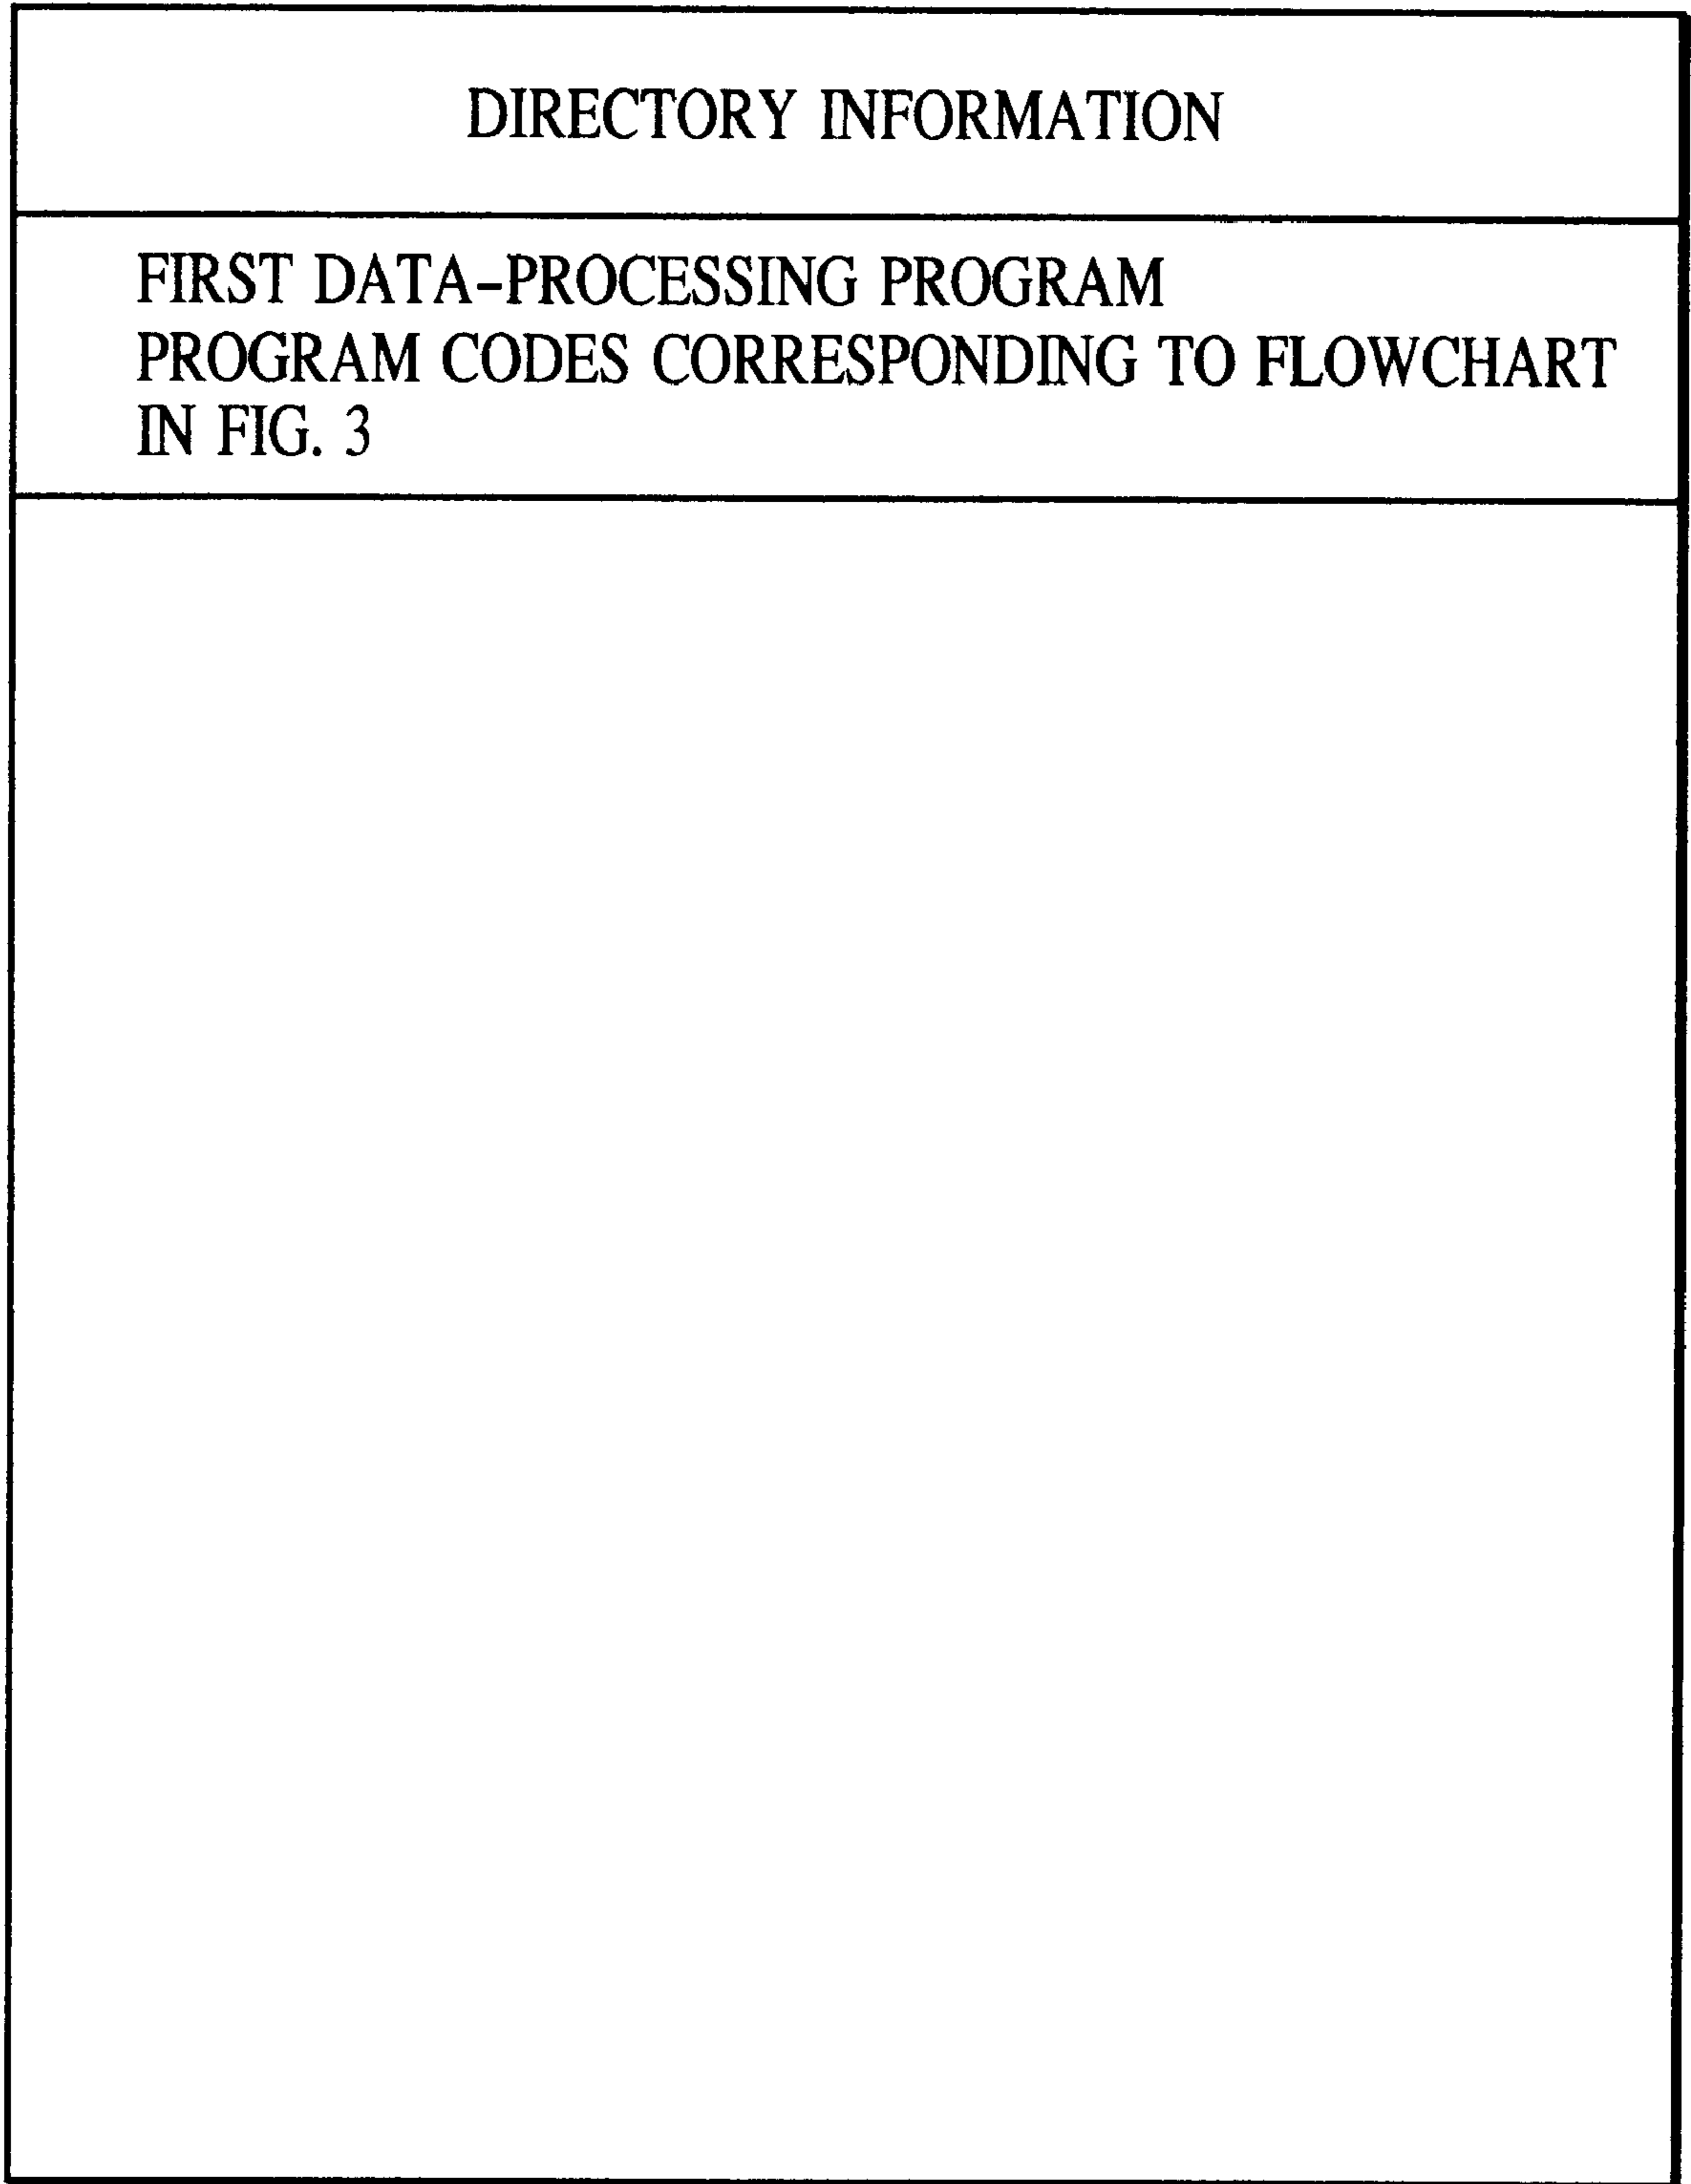 DIRECTORY INFORMATION
FIRST DATA-PROCESSING PROGRAM
PROGRAM CODES CORRESPONDING TO FLOWCHART
IN FIG. 3